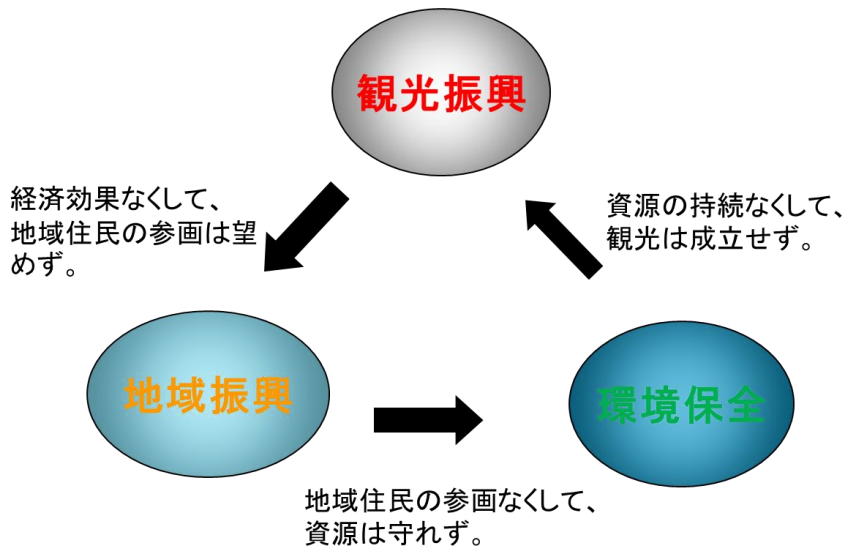 観光振興
経済効果なくして、
地域住民の参画は望
めず。
資源の持続なくして、
観光は成立せず。
地域振興
環境保全
地域住民の参画なくして、
資源は守れず。